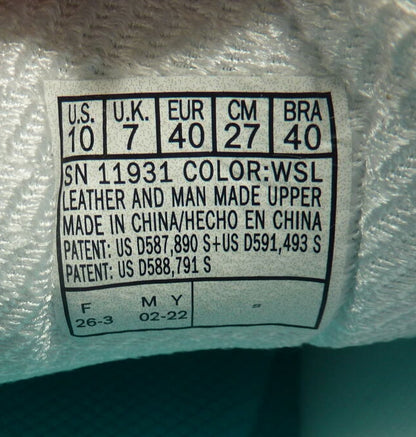 U.S. U.K. EUR CM BRA
10 7 40 27 40
SN 11931 COLOR:WSL
LEATHER AND MAN MADE UPPER
MADE IN CHINA/HECHO EN CHINA
PATENT: US D587,890 S+US D591,493 S
PATENT: US D588,791 S
F M Y
26-3 02-22